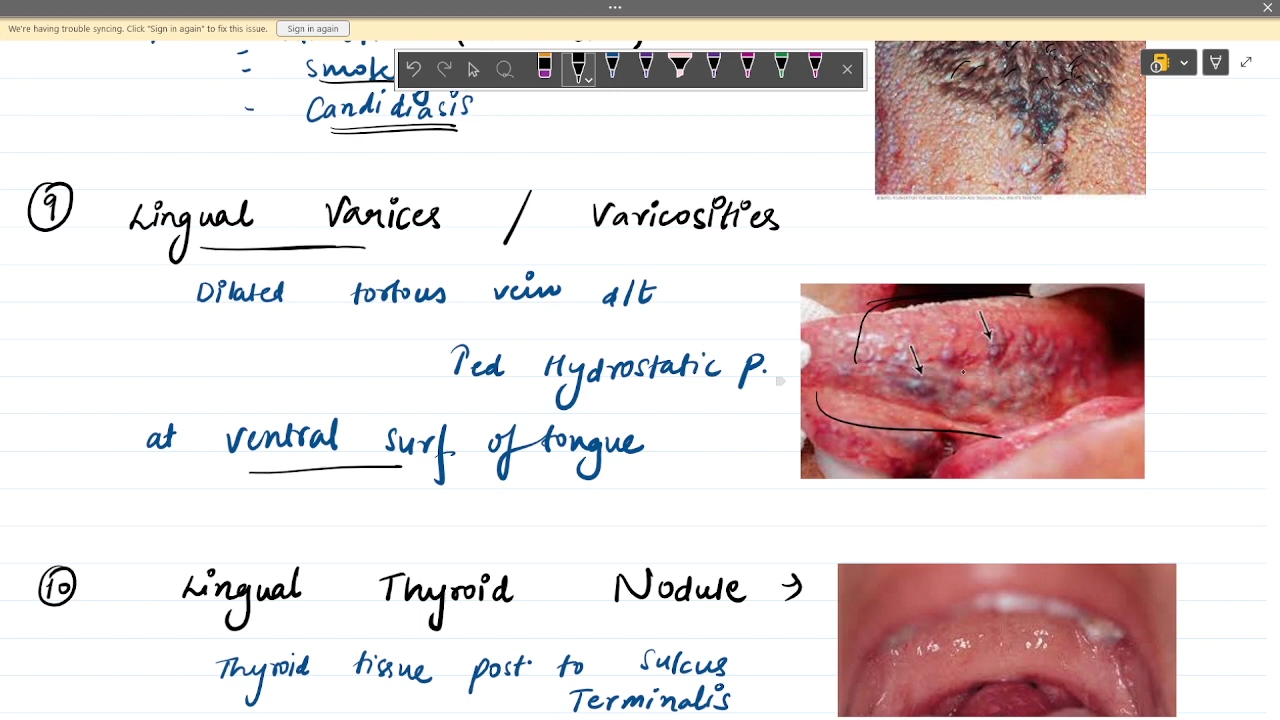 We're having trouble syncing. Click "Sign in again" to fix this issue.
Sign in again
- Smok
- Candidiasis
9 Lingual Varices / Varicosities
Dilated tortous vein d/t
↑ed Hydrostatic P.
at ventral surf of tongue
10 Lingual Thyroid Nodule →
Thyroid tissue post. to Sulcus
Terminalis